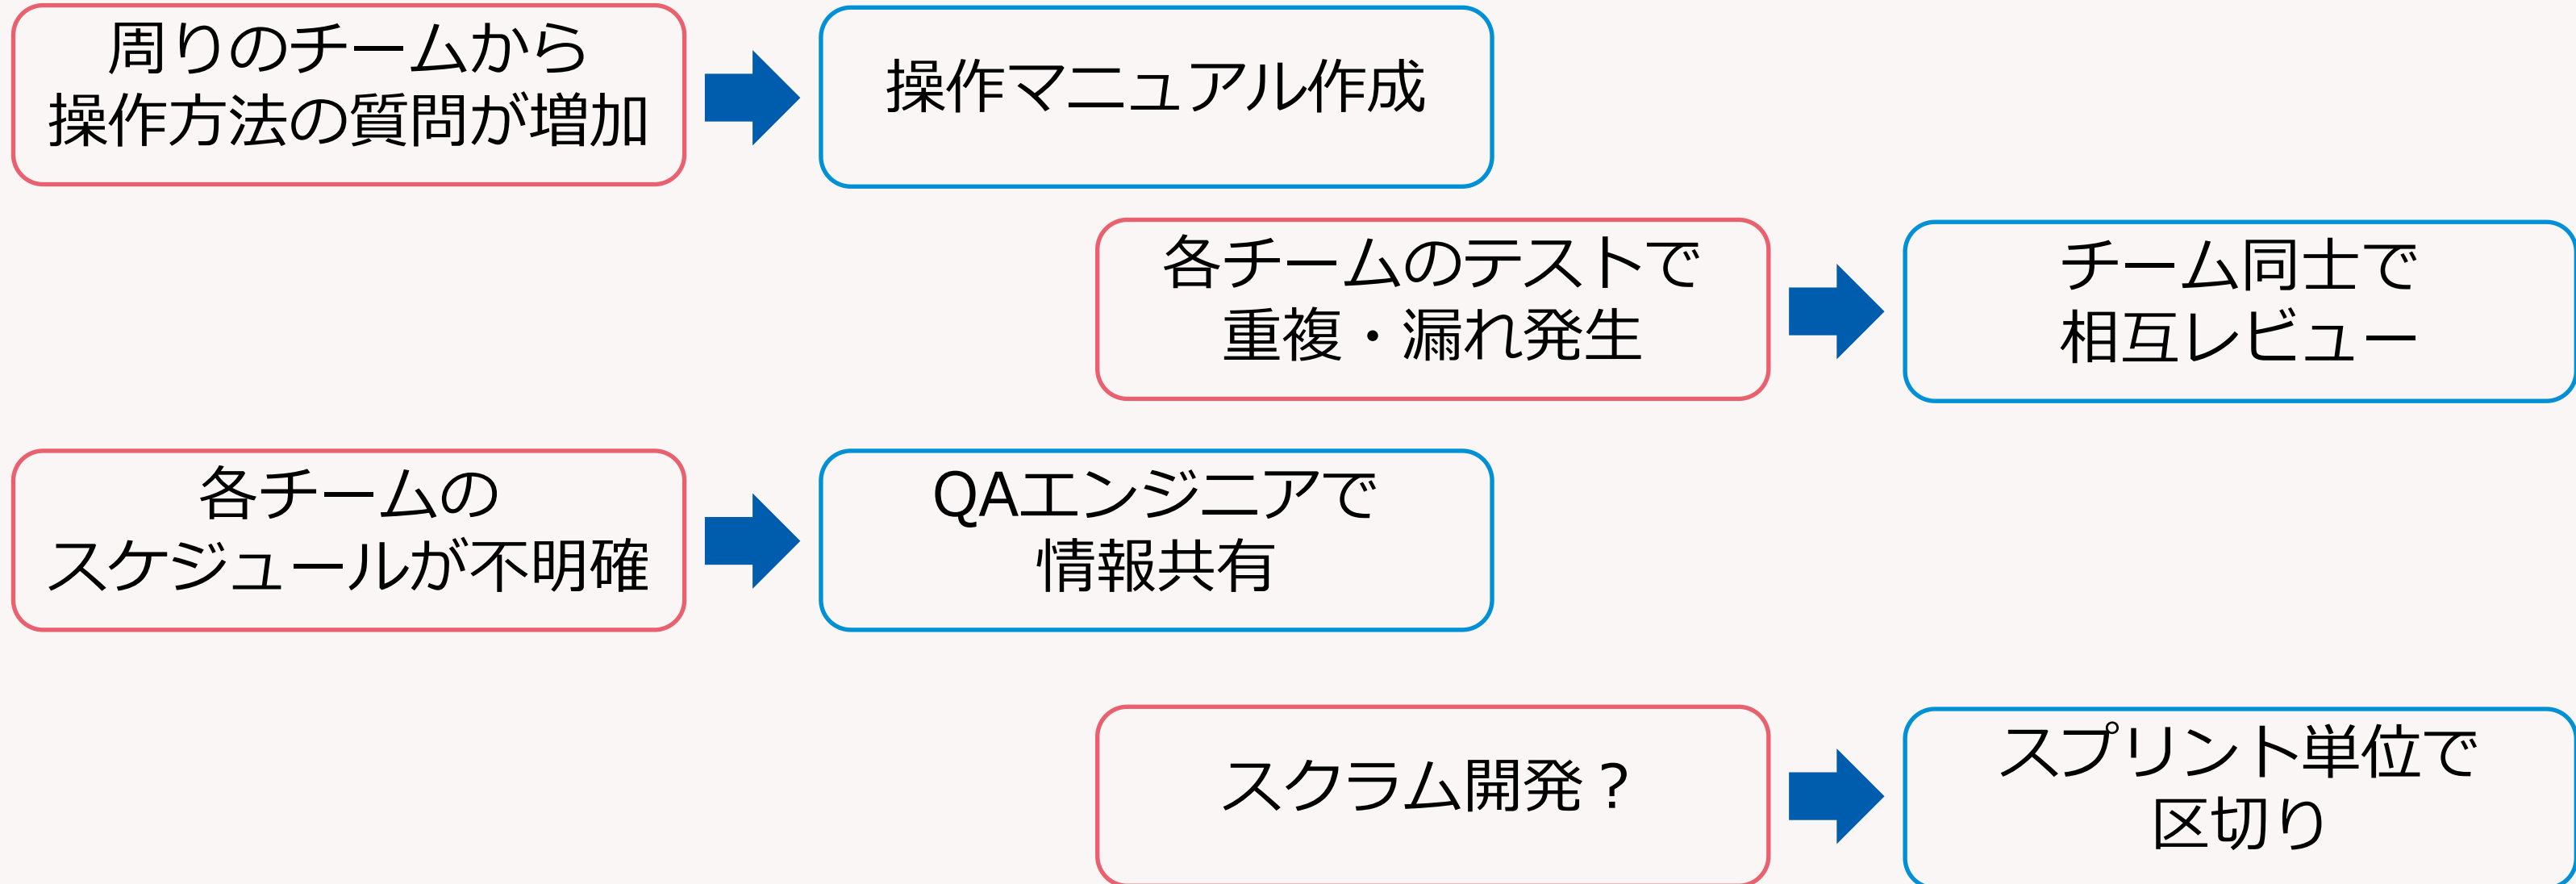 周りのチームから
操作方法の質問が増加
操作マニュアル作成
各チームのテストで
重複・漏れ発生
チーム同士で
相互レビュー
各チームの
スケジュールが不明確
QAエンジニアで
情報共有
スクラム開発？
スプリント単位で
区切り